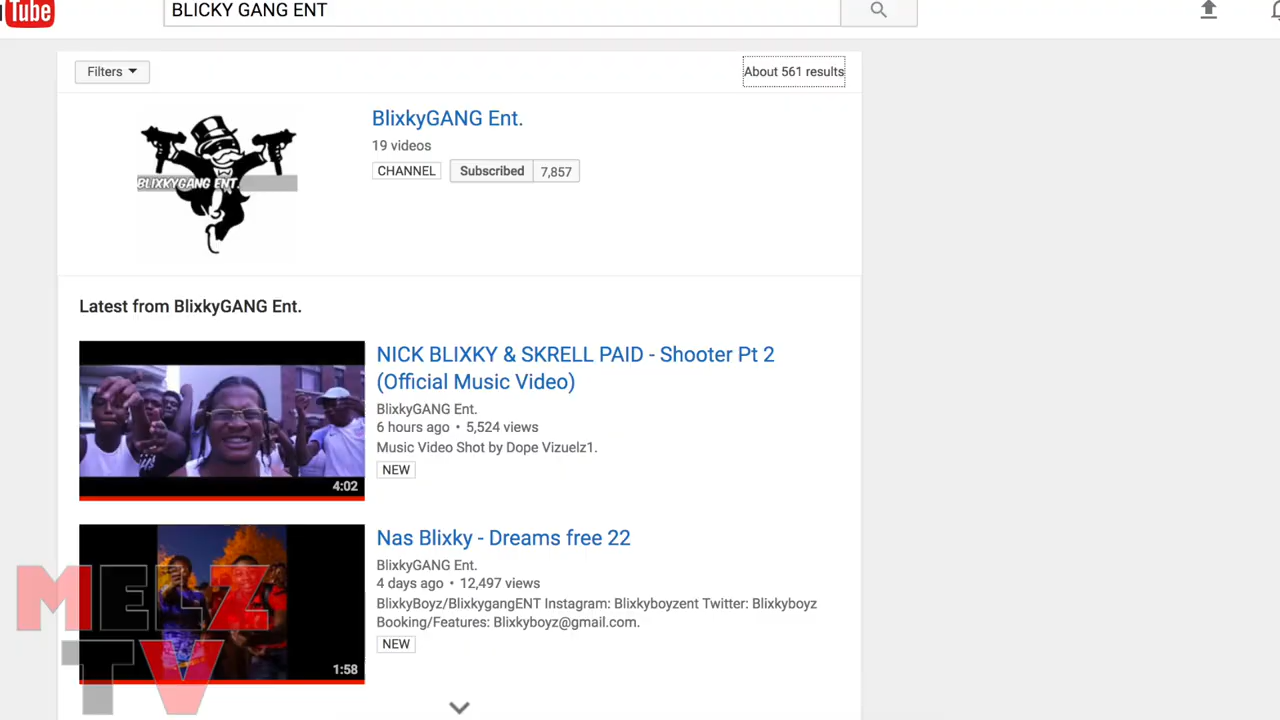 Tube
BLICKY GANG ENT
Filters
About 561 results
BLIXKYGANG ENT.
BlixkyGANG Ent.
19 videos
CHANNEL
Subscribed
7,857
Latest from BlixkyGANG Ent.
NICK BLIXKY & SKRELL PAID - Shooter Pt 2
(Official Music Video)
BlixkyGANG Ent.
6 hours ago • 5,524 views
Music Video Shot by Dope Vizuelz1.
NEW
4:02
Nas Blixky - Dreams free 22
BlixkyGANG Ent.
4 days ago • 12,497 views
BlixkyBoyz/BlixkygangENT Instagram: Blixkyboyzent Twitter: Blixkyboyz
Booking/Features: Blixkyboyz@gmail.com.
NEW
1:58
MELZ
TV